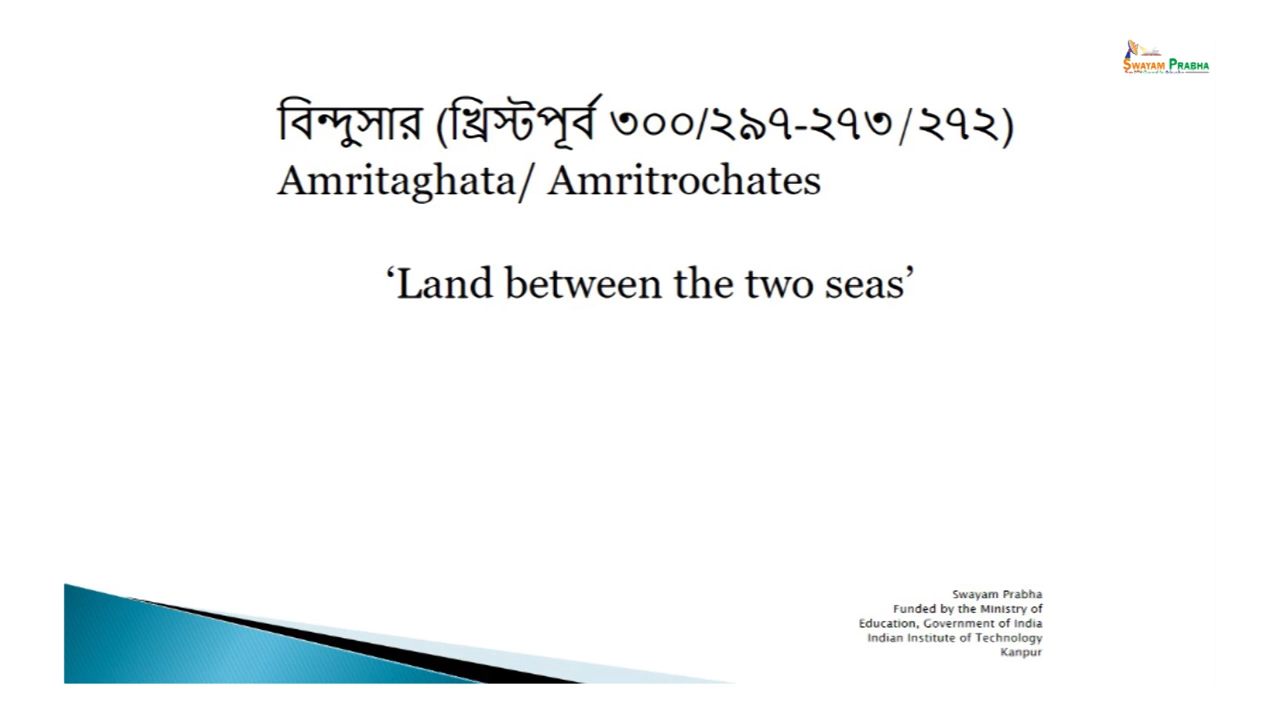 SWAYAM PRABHA
বিন্দুসার (খ্রিস্টপূর্ব ৩০০/২৯৭-২৭৩/২৭২)
Amritaghata/ Amritrochates
‘Land between the two seas’
Swayam Prabha
Funded by the Ministry of
Education, Government of India
Indian Institute of Technology
Kanpur